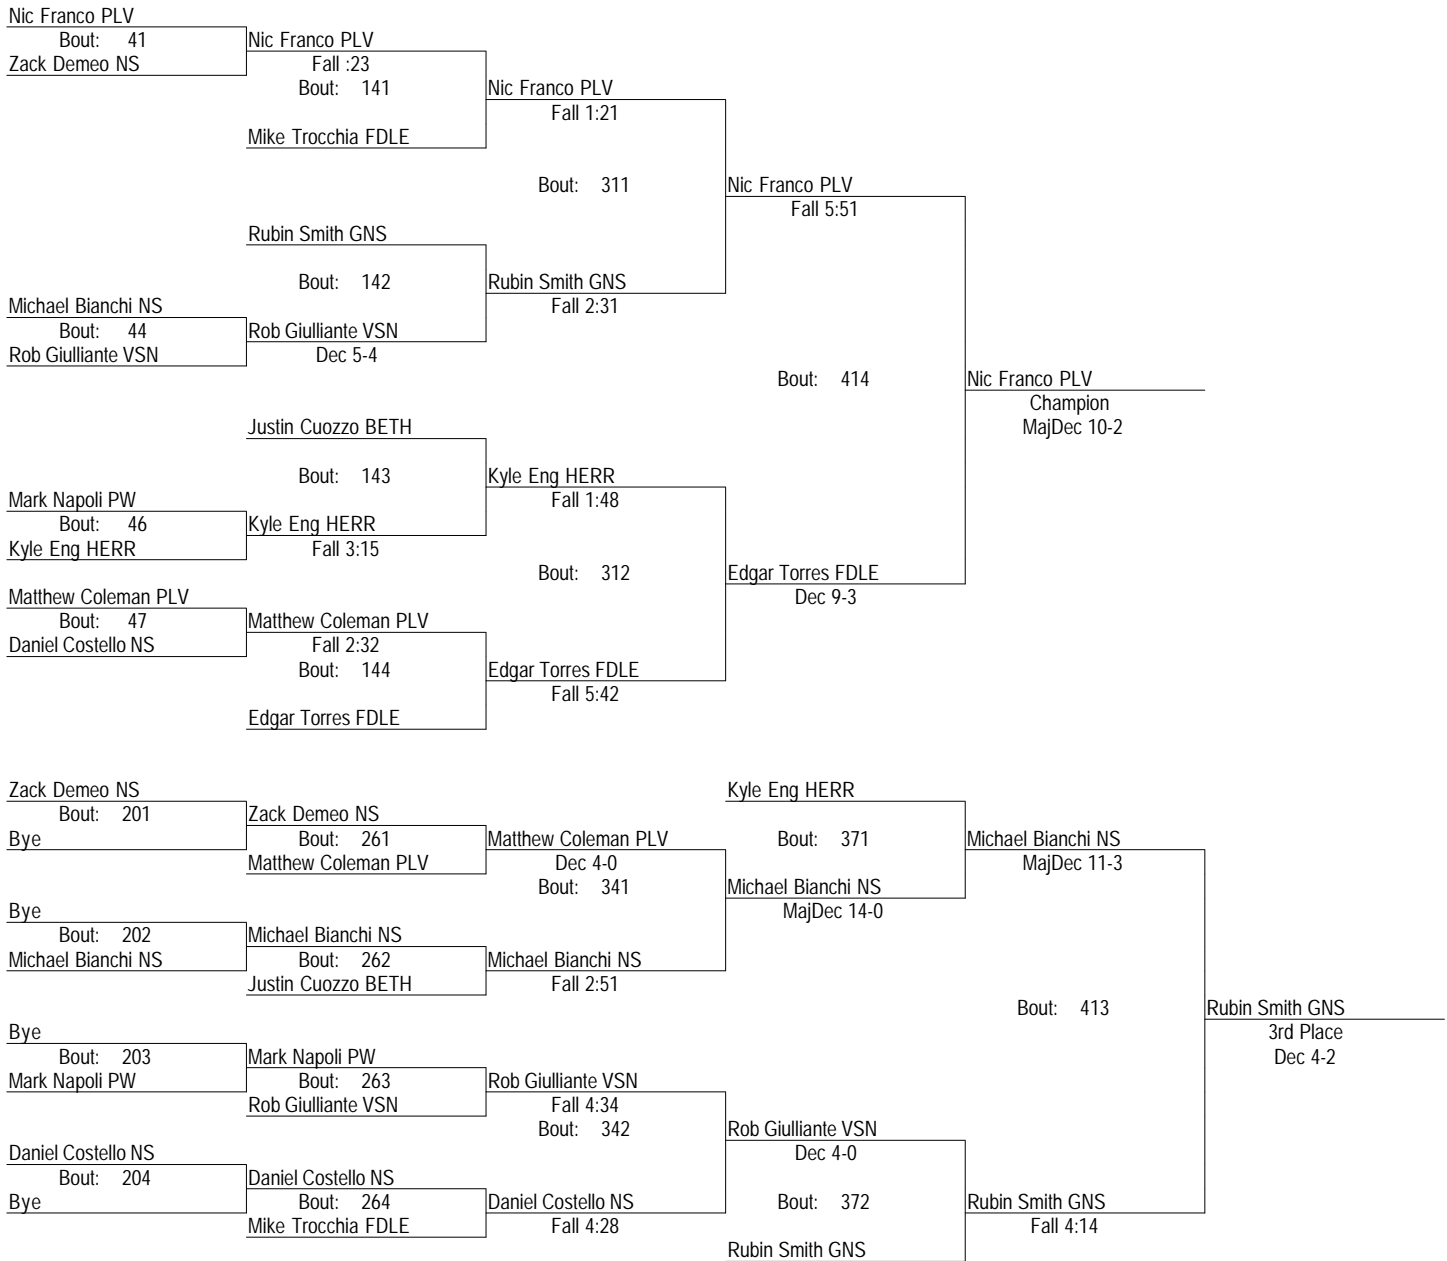 Nic Franco PLV
Bout: 41
Zack Demeo NS
Nic Franco PLV
Fall :23
Bout: 141
Mike Trocchia FDLE
Nic Franco PLV
Fall 1:21
Bout: 311
Nic Franco PLV
Fall 5:51
Rubin Smith GNS
Bout: 142
Rubin Smith GNS
Fall 2:31
Michael Bianchi NS
Bout: 44
Rob Giulliante VSN
Rob Giulliante VSN
Dec 5-4
Bout: 414
Nic Franco PLV
Champion
MajDec 10-2
Justin Cuozzo BETH
Bout: 143
Kyle Eng HERR
Fall 1:48
Mark Napoli PW
Bout: 46
Kyle Eng HERR
Kyle Eng HERR
Fall 3:15
Bout: 312
Edgar Torres FDLE
Dec 9-3
Matthew Coleman PLV
Bout: 47
Daniel Costello NS
Matthew Coleman PLV
Fall 2:32
Bout: 144
Edgar Torres FDLE
Fall 5:42
Edgar Torres FDLE
Zack Demeo NS
Bout: 201
Bye
Zack Demeo NS
Bout: 261
Matthew Coleman PLV
Matthew Coleman PLV
Dec 4-0
Bout: 341
Kyle Eng HERR
Bout: 371
Michael Bianchi NS
MajDec 14-0
Michael Bianchi NS
MajDec 11-3
Bye
Bout: 202
Michael Bianchi NS
Michael Bianchi NS
Bout: 262
Justin Cuozzo BETH
Michael Bianchi NS
Fall 2:51
Bout: 413
Rubin Smith GNS
3rd Place
Dec 4-2
Bye
Bout: 203
Mark Napoli PW
Mark Napoli PW
Bout: 263
Rob Giulliante VSN
Rob Giulliante VSN
Fall 4:34
Bout: 342
Rob Giulliante VSN
Dec 4-0
Daniel Costello NS
Bout: 204
Bye
Daniel Costello NS
Bout: 264
Mike Trocchia FDLE
Daniel Costello NS
Fall 4:28
Bout: 372
Rubin Smith GNS
Rubin Smith GNS
Fall 4:14